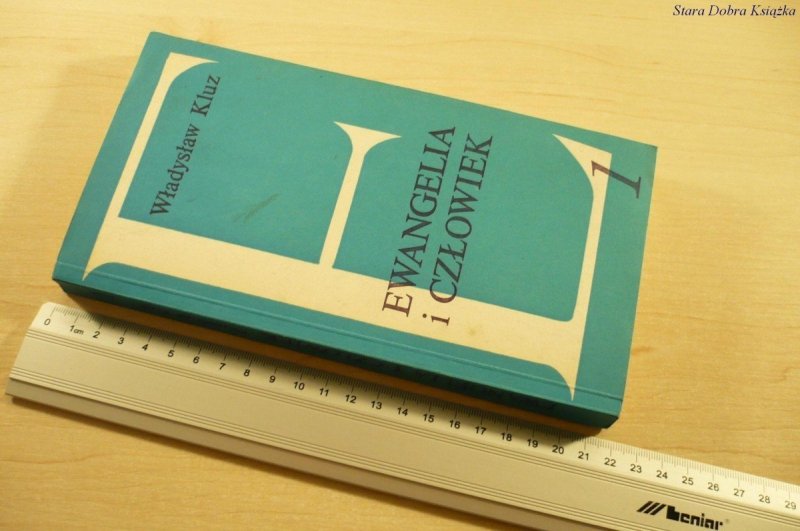 Stara Dobra Książka
Władysław Kluz
EWANGELIA
i CZŁOWIEK
1
0 1cm 2 3 4 5 6 7 8 9 10 11 12 13 14 15 16 17 18 19 20 21 22 23 24 25 26 27 28 29
leniar